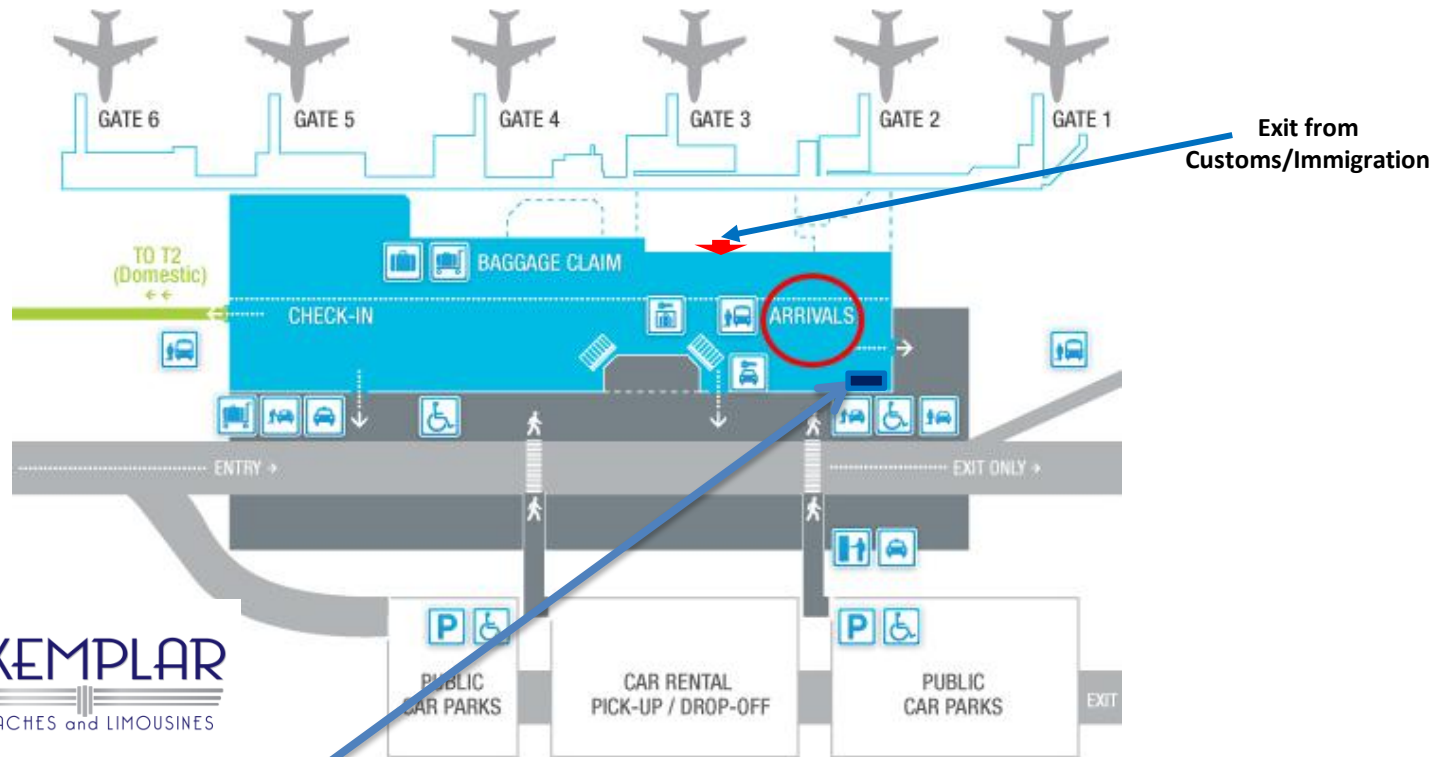 GATE 6
GATE 5
GATE 4
GATE 3
GATE 2
GATE 1
Exit from
Customs/Immigration
TO T2
(Domestic)
BAGGAGE CLAIM
CHECK-IN
ARRIVALS
ENTRY →
EXIT ONLY →
P
P
PUBLIC
CAR PARKS
CAR RENTAL
PICK-UP / DROP-OFF
PUBLIC
CAR PARKS
EXIT
XEMPLAR
ACHES and LIMOUSINES